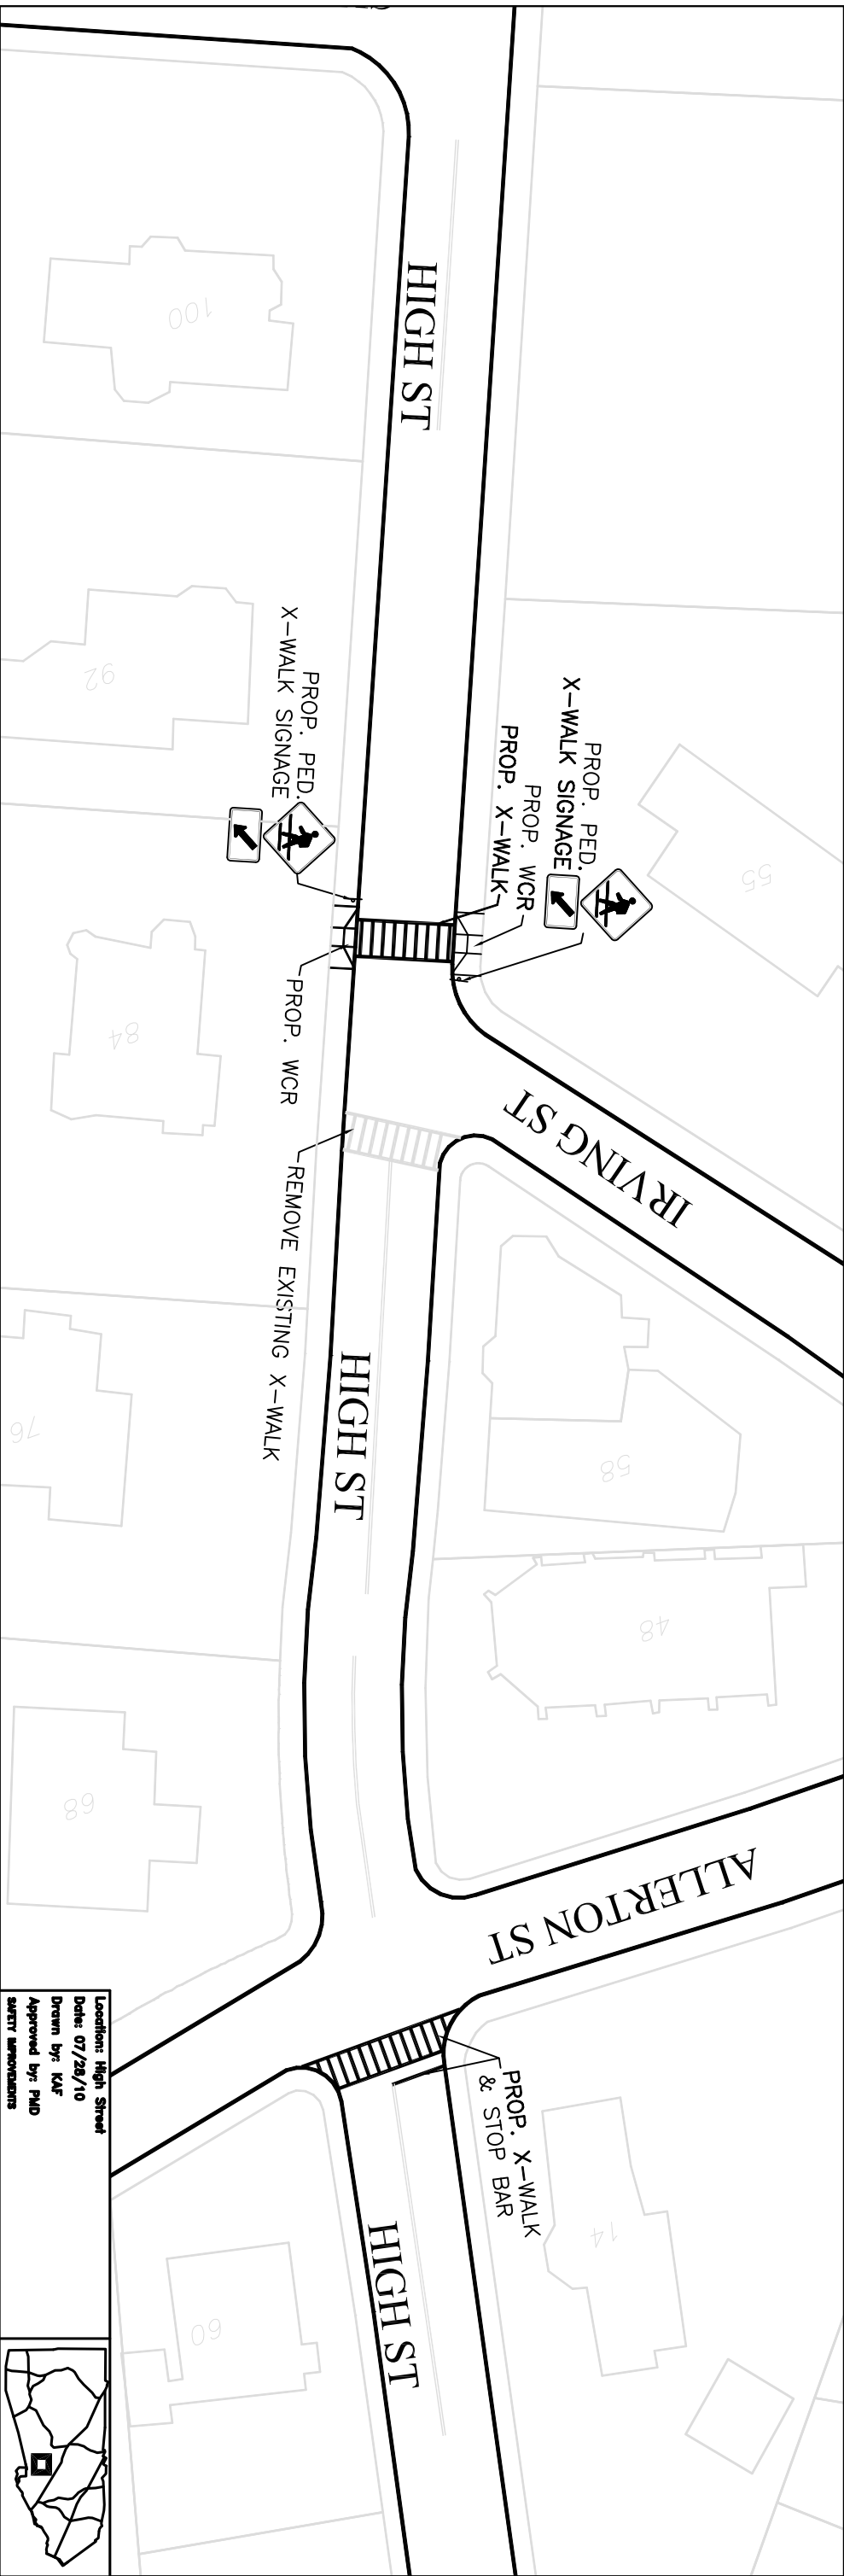 HIGH ST
100
92
PROP. PED.
X-WALK SIGNAGE
PROP. PED.
X-WALK SIGNAGE
PROP. WCR
PROP. X-WALK
55
84
PROP. WCR
IRVING ST
REMOVE EXISTING X-WALK
HIGH ST
76
58
48
68
ALLERTON ST
PROP. X-WALK
& STOP BAR
14
HIGH ST
60
Location: High Street
Date: 07/28/10
Drawn by: KAF
Approved by: PMD
SAFETY IMPROVEMENTS